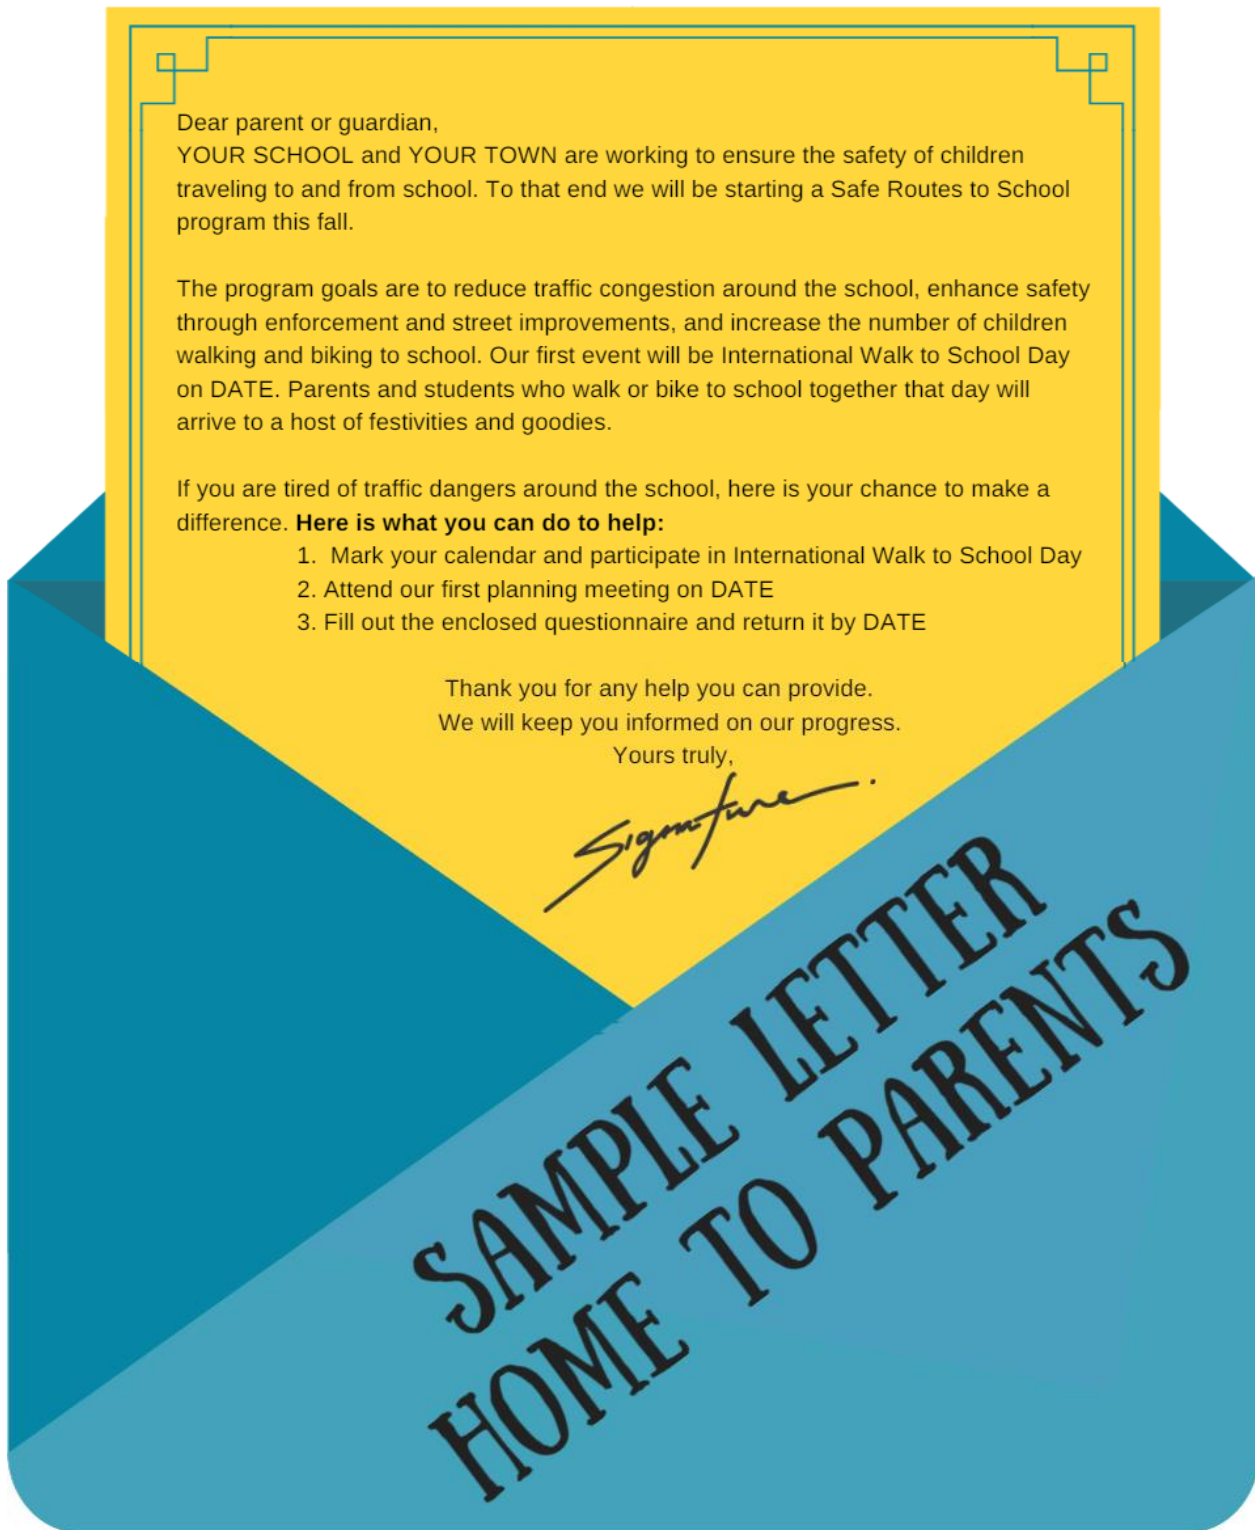 Dear parent or guardian,
YOUR SCHOOL and YOUR TOWN are working to ensure the safety of children
traveling to and from school. To that end we will be starting a Safe Routes to School
program this fall.
The program goals are to reduce traffic congestion around the school, enhance safety
through enforcement and street improvements, and increase the number of children
walking and biking to school. Our first event will be International Walk to School Day
on DATE. Parents and students who walk or bike to school together that day will
arrive to a host of festivities and goodies.
If you are tired of traffic dangers around the school, here is your chance to make a
difference. Here is what you can do to help:
1. Mark your calendar and participate in International Walk to School Day
2. Attend our first planning meeting on DATE
3. Fill out the enclosed questionnaire and return it by DATE
Thank you for any help you can provide.
We will keep you informed on our progress.
Yours truly,
Signature
SAMPLE LETTER
HOME TO PARENTS